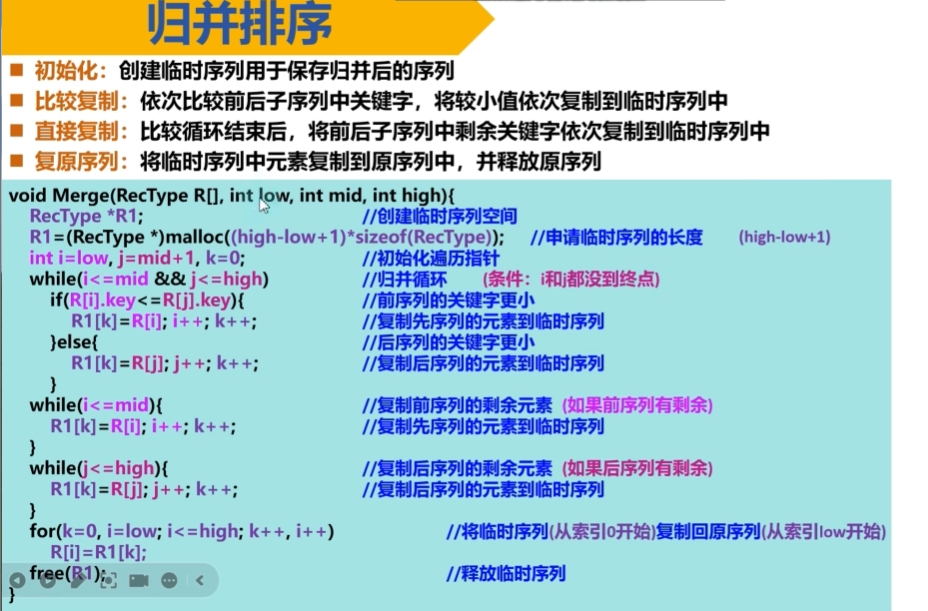 归并排序
初始化：创建临时序列用于保存归并后的序列
比较复制：依次比较前后子序列中关键字，将较小值依次复制到临时序列中
直接复制：比较循环结束后，将前后子序列中剩余关键字依次复制到临时序列中
复原序列：将临时序列中元素复制到原序列中，并释放原序列
void Merge(RecType R[], int low, int mid, int high){
RecType *R1; //创建临时序列空间
R1=(RecType *)malloc((high-low+1)*sizeof(RecType)); //申请临时序列的长度 (high-low+1)
int i=low, j=mid+1, k=0; //初始化遍历指针
while(i<=mid && j<=high) //归并循环 (条件：i和j都没到终点)
if(R[i].key<=R[j].key){ //前序列的关键字更小
R1[k]=R[i]; i++; k++; //复制先序列的元素到临时序列
}else{ //后序列的关键字更小
R1[k]=R[j]; j++; k++; //复制后序列的元素到临时序列
}
while(i<=mid){ //复制前序列的剩余元素 (如果前序列有剩余)
R1[k]=R[i]; i++; k++; //复制先序列的元素到临时序列
}
while(j<=high){ //复制后序列的剩余元素 (如果后序列有剩余)
R1[k]=R[j]; j++; k++; //复制后序列的元素到临时序列
}
for(k=0, i=low; i<=high; k++, i++) //将临时序列(从索引0开始)复制回原序列(从索引low开始)
R[i]=R1[k];
free(R1); //释放临时序列
}